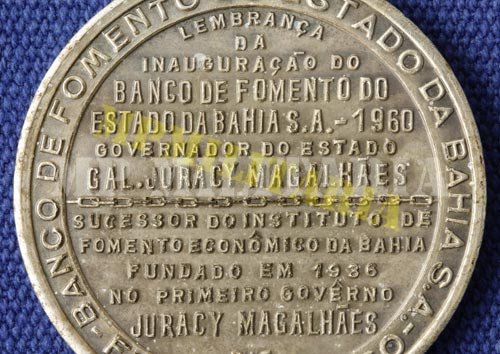 LEMBRANÇA
DA
INAUGURAÇÃO DO
BANCO DE FOMENTO DO
ESTADO DA BAHIA S.A. - 1960
GOVERNADOR DO ESTADO
GAL. JURACY MAGALHÃES
SUCESSOR DO INSTITUTO DE
FOMENTO ECONÔMICO DA BAHIA
FUNDADO EM 1936
NO PRIMEIRO GOVÊRNO
JURACY MAGALHÃES
BANCO DE FOMENTO ESTADO DA BAHIA S.A.